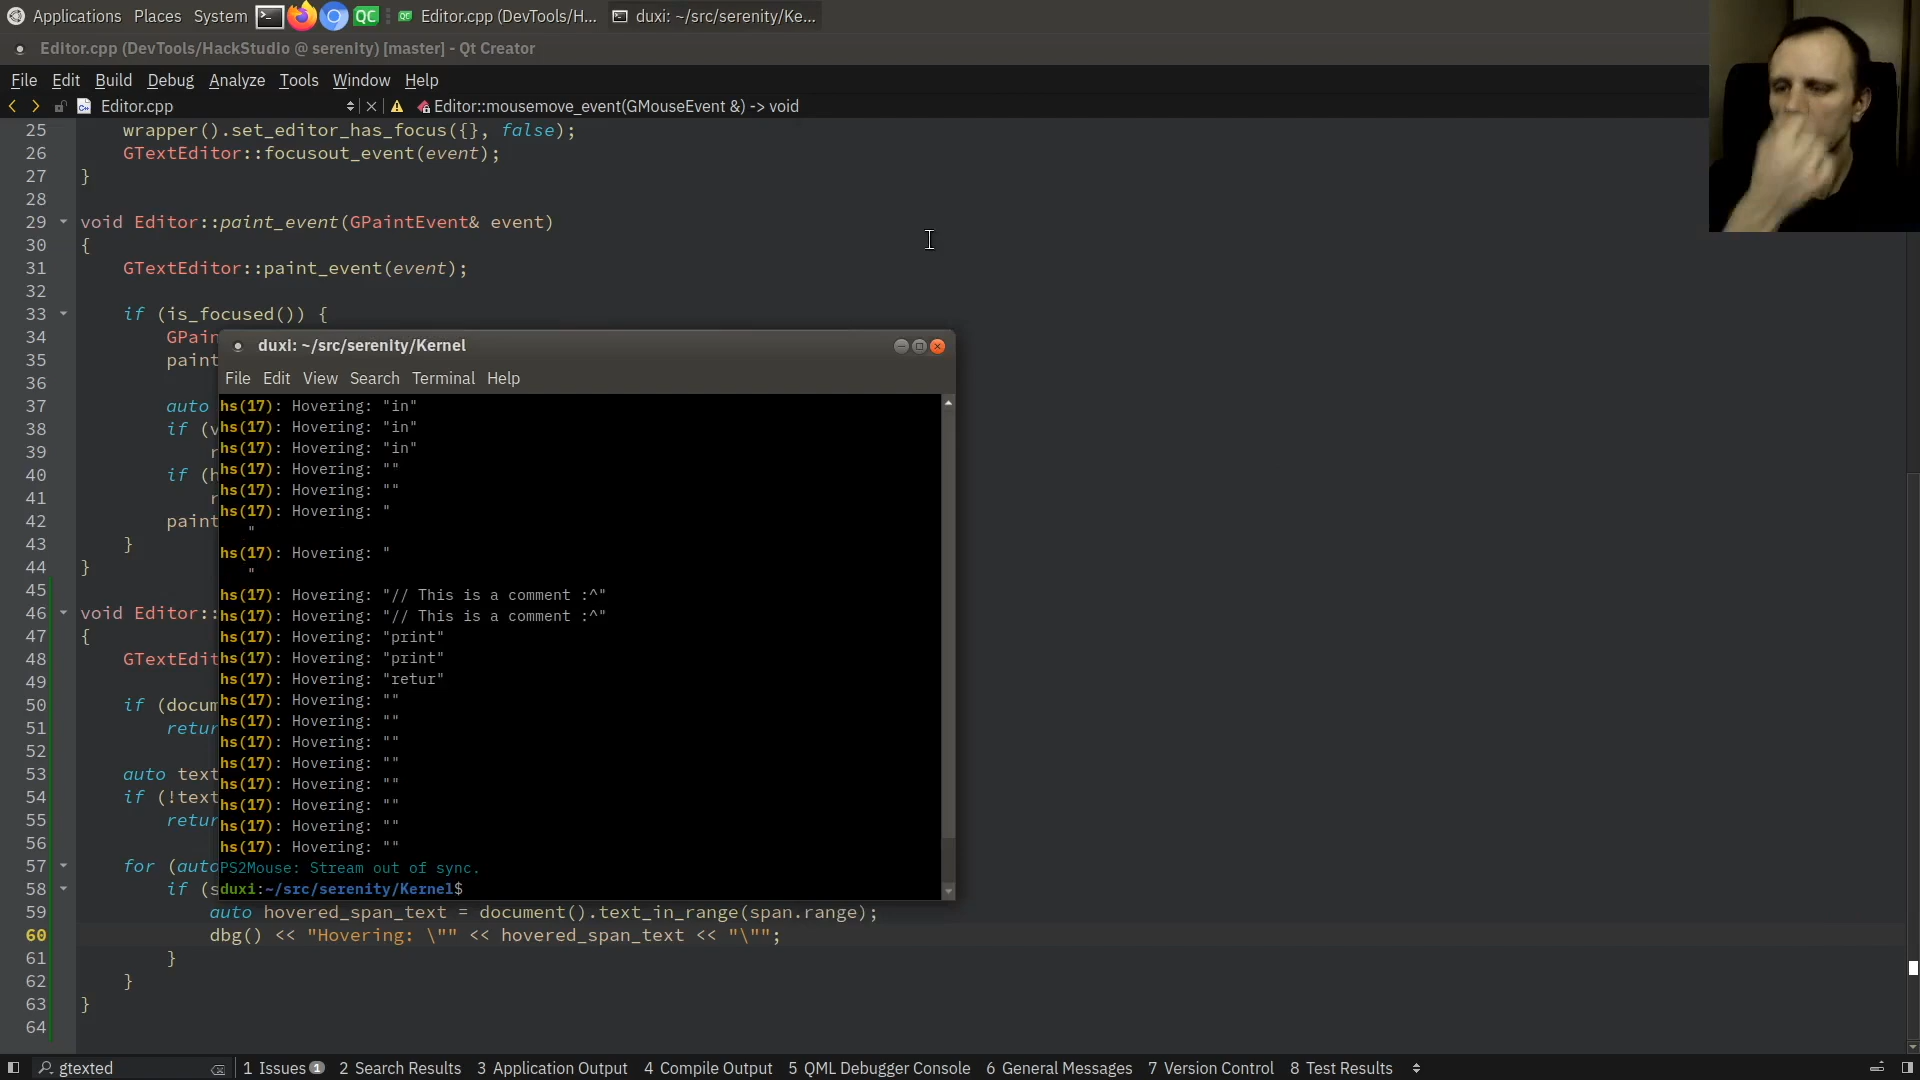 Applications Places System QC QC Editor.cpp (DevTools/H... duxi: ~/src/serenity/Ke...
Editor.cpp (DevTools/HackStudio @ serenity) [master] - Qt Creator
File Edit Build Debug Analyze Tools Window Help
Editor.cpp Editor::mousemove_event(GMouseEvent &) -> void
25 wrapper().set_editor_has_focus({}, false);
26 GTextEditor::focusout_event(event);
27 }
28
29 void Editor::paint_event(GPaintEvent& event)
30 {
31 GTextEditor::paint_event(event);
32
33 if (is_focused()) {
34 GPain
35 paint
36
37 auto
38 if (v
39 r
40 if (h
41 r
42 paint
43 }
44 }
45
46 void Editor::
47 {
48 GTextEdit
49
50 if (docum
51 retur
52
53 auto text
54 if (!text
55 retur
56
57 for (auto
58 if (s
59 auto hovered_span_text = document().text_in_range(span.range);
60 dbg() << "Hovering: \"" << hovered_span_text << "\"";
61 }
62 }
63 }
64
duxi: ~/src/serenity/Kernel
File Edit View Search Terminal Help
hs(17): Hovering: "in"
hs(17): Hovering: "in"
hs(17): Hovering: "in"
hs(17): Hovering: ""
hs(17): Hovering: ""
hs(17): Hovering: "
"
hs(17): Hovering: "
"
hs(17): Hovering: "// This is a comment :^"
hs(17): Hovering: "// This is a comment :^"
hs(17): Hovering: "print"
hs(17): Hovering: "print"
hs(17): Hovering: "retur"
hs(17): Hovering: ""
hs(17): Hovering: ""
hs(17): Hovering: ""
hs(17): Hovering: ""
hs(17): Hovering: ""
hs(17): Hovering: ""
hs(17): Hovering: ""
hs(17): Hovering: ""
PS2Mouse: Stream out of sync.
duxi:~/src/serenity/Kernel$
gtexted 1 Issues 1 2 Search Results 3 Application Output 4 Compile Output 5 QML Debugger Console 6 General Messages 7 Version Control 8 Test Results